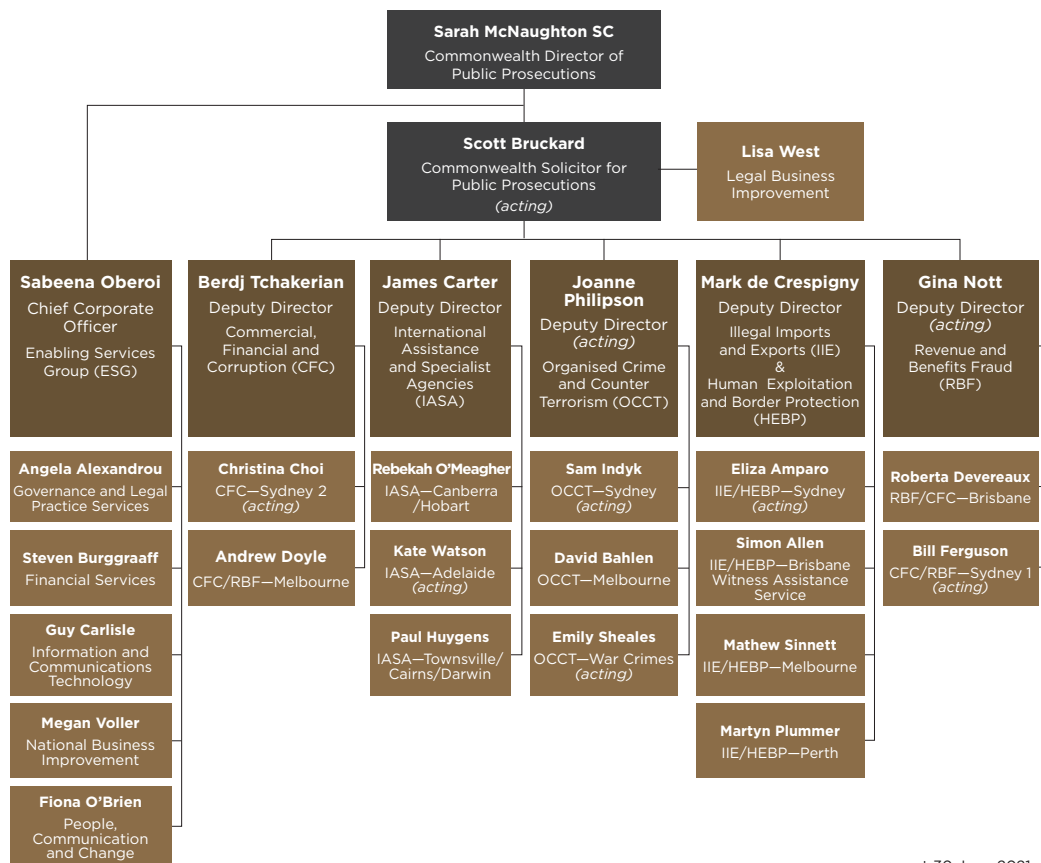 Sarah McNaughton SC
Commonwealth Director of
Public Prosecutions
Scott Bruckard
Commonwealth Solicitor for
Public Prosecutions
(acting)
Lisa West
Legal Business
Improvement
Sabeena Oberoi
Chief Corporate
Officer
Enabling Services
Group (ESG)
Berdj Tchakerian
Deputy Director
Commercial,
Financial and
Corruption (CFC)
James Carter
Deputy Director
International
Assistance
and Specialist
Agencies
(IASA)
Joanne
Philipson
Deputy Director
(acting)
Organised Crime
and Counter
Terrorism (OCCT)
Mark de Crespigny
Deputy Director
Illegal Imports
and Exports (IIE)
&
Human Exploitation
and Border Protection
(HEBP)
Gina Nott
Deputy Director
(acting)
Revenue and
Benefits Fraud
(RBF)
Angela Alexandrou
Governance and Legal
Practice Services
Steven Burggraaff
Financial Services
Guy Carlisle
Information and
Communications
Technology
Megan Voller
National Business
Improvement
Fiona O’Brien
People,
Communication
and Change
Christina Choi
CFC—Sydney 2
(acting)
Andrew Doyle
CFC/RBF—Melbourne
Rebekah O’Meagher
IASA—Canberra
/Hobart
Kate Watson
IASA—Adelaide
(acting)
Paul Huygens
IASA—Townsville/
Cairns/Darwin
Sam Indyk
OCCT—Sydney
(acting)
David Bahlen
OCCT—Melbourne
Emily Sheales
OCCT—War Crimes
(acting)
Eliza Amparo
IIE/HEBP—Sydney
(acting)
Simon Allen
IIE/HEBP—Brisbane
Witness Assistance
Service
Mathew Sinnett
IIE/HEBP—Melbourne
Martyn Plummer
IIE/HEBP—Perth
Roberta Devereaux
RBF/CFC—Brisbane
Bill Ferguson
CFC/RBF—Sydney 1
(acting)